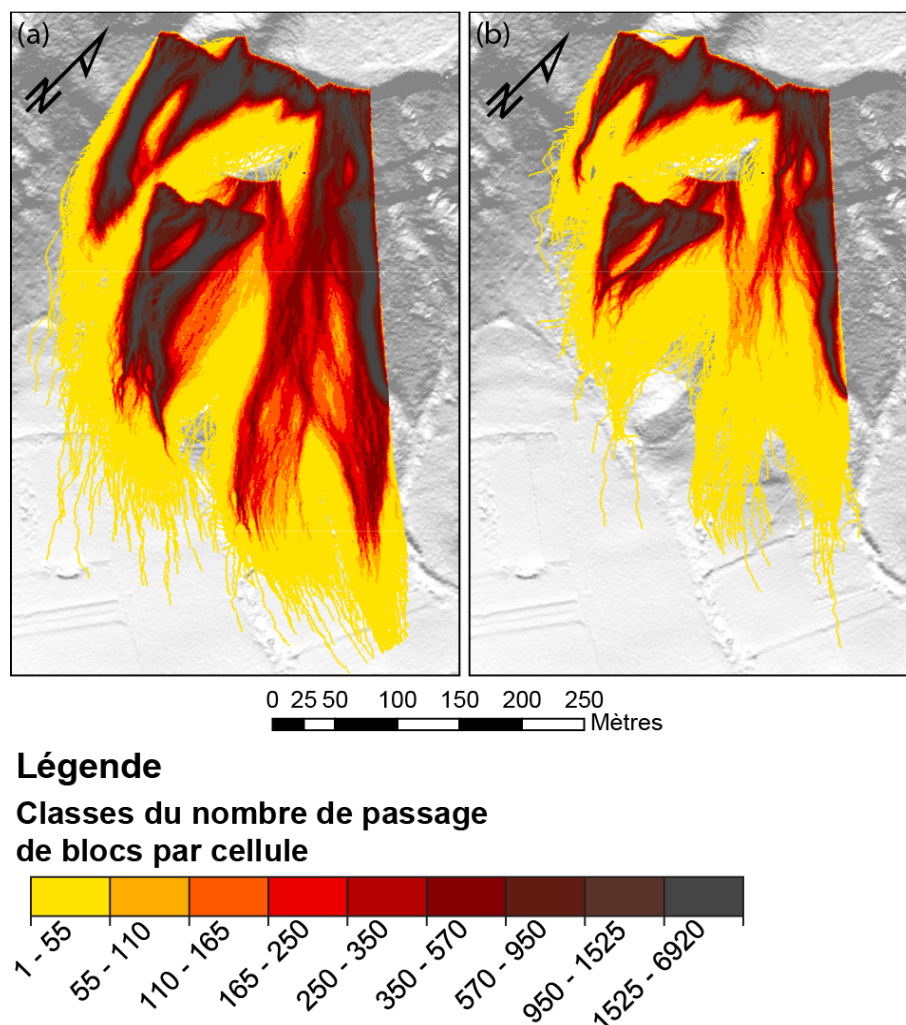 (a)
N
(b)
N
0 25 50 100 150 200 250
Mètres
Légende
Classes du nombre de passage
de blocs par cellule
1 - 55
55 - 110
110 - 165
165 - 250
250 - 350
350 - 570
570 - 950
950 - 1525
1525 - 6920